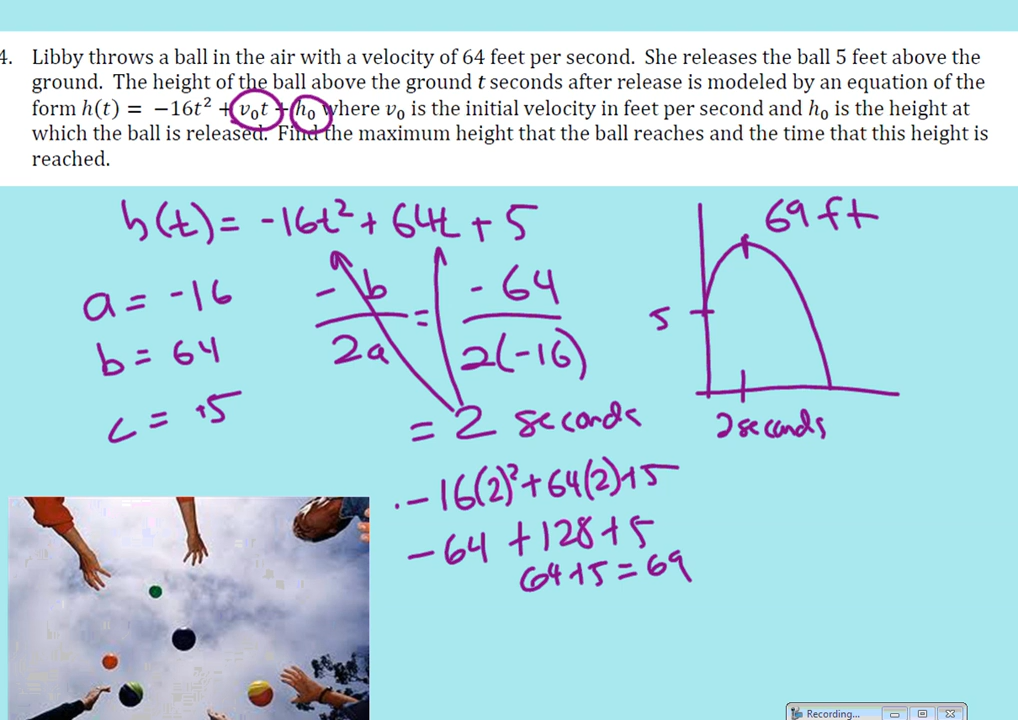 4. Libby throws a ball in the air with a velocity of 64 feet per second. She releases the ball 5 feet above the
ground. The height of the ball above the ground t seconds after release is modeled by an equation of the
form h(t) = −16t² + v₀t + h₀ where v₀ is the initial velocity in feet per second and h₀ is the height at
which the ball is released. Find the maximum height that the ball reaches and the time that this height is
reached.
h(t) = -16t² + 64t + 5
69 ft
a = -16
-b/2a = -64/2(-16)
5
b = 64
c = +5
= 2 seconds
2 seconds
-16(2)²+64(2)+5
-64 +128+5
64+5=69
Recording...